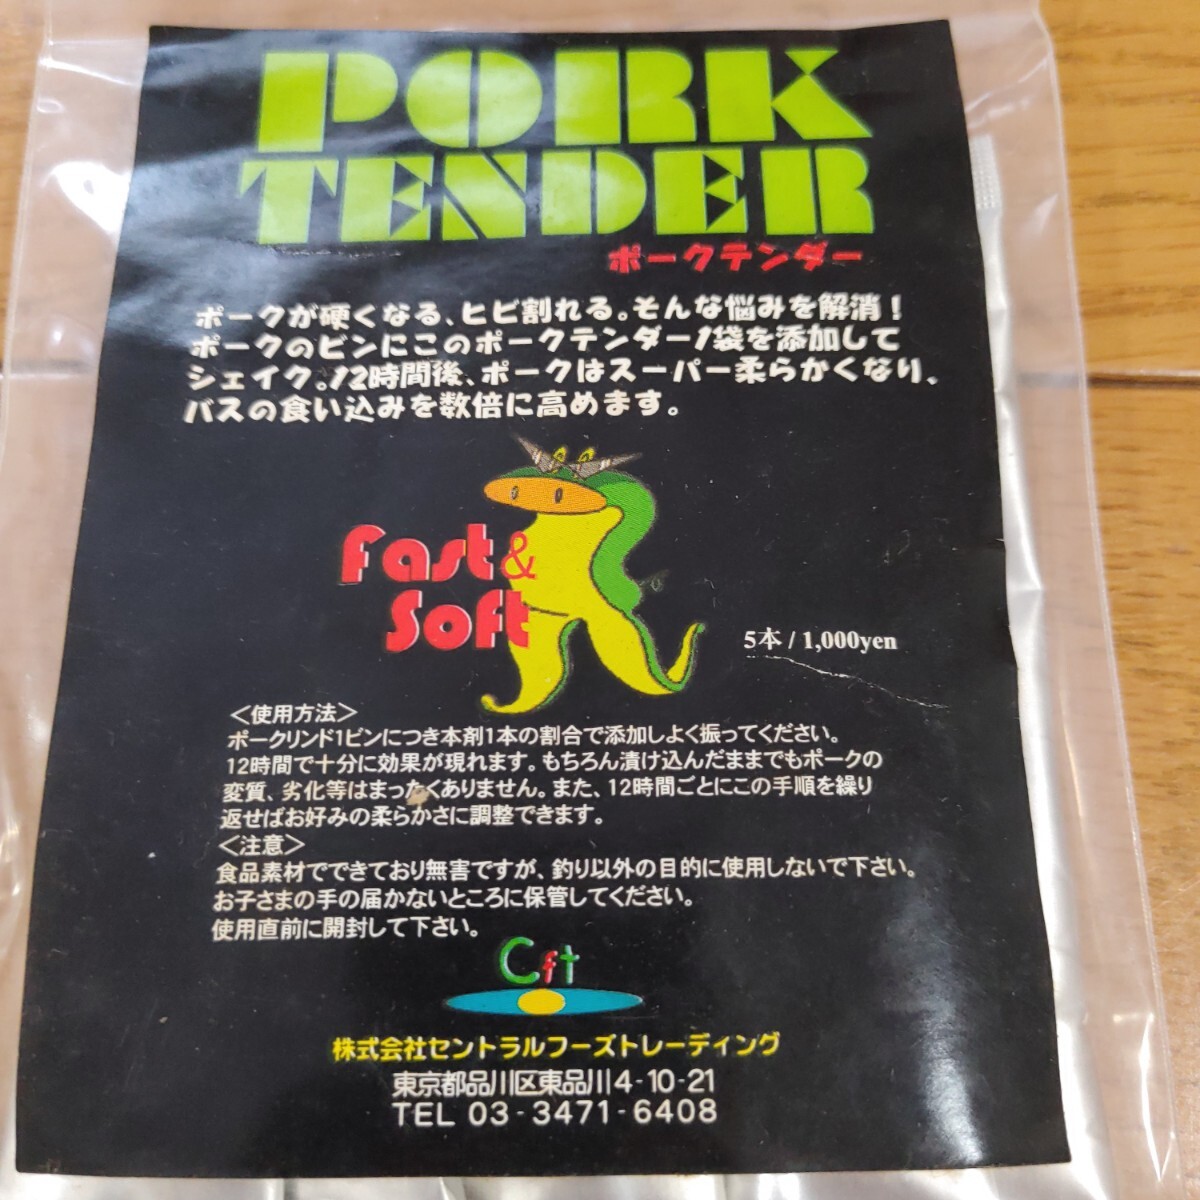 PORK
TENDER
ポークテンダー
ポークが硬くなる、ヒビ割れる。そんな悩みを解消！
ポークのビンにこのポークテンダー1袋を添加して
シェイク。12時間後、ポークはスーパー柔らかくなり、
バスの食い込みを数倍に高めます。
Fast &
Soft
5本 / 1,000yen
＜使用方法＞
ポークリンド1ビンにつき本剤1本の割合で添加しよく振ってください。
12時間で十分に効果が現れます。もちろん漬け込んだままでもポークの
変質、劣化等はまったくありません。また、12時間ごとにこの手順を繰り
返せばお好みの柔らかさに調整できます。
＜注意＞
食品素材でできており無害ですが、釣り以外の目的に使用しないで下さい。
お子さまの手の届かないところに保管してください。
使用直前に開封して下さい。
Cft
株式会社セントラルフーズトレーディング
東京都品川区東品川4-10-21
TEL 03-3471-6408